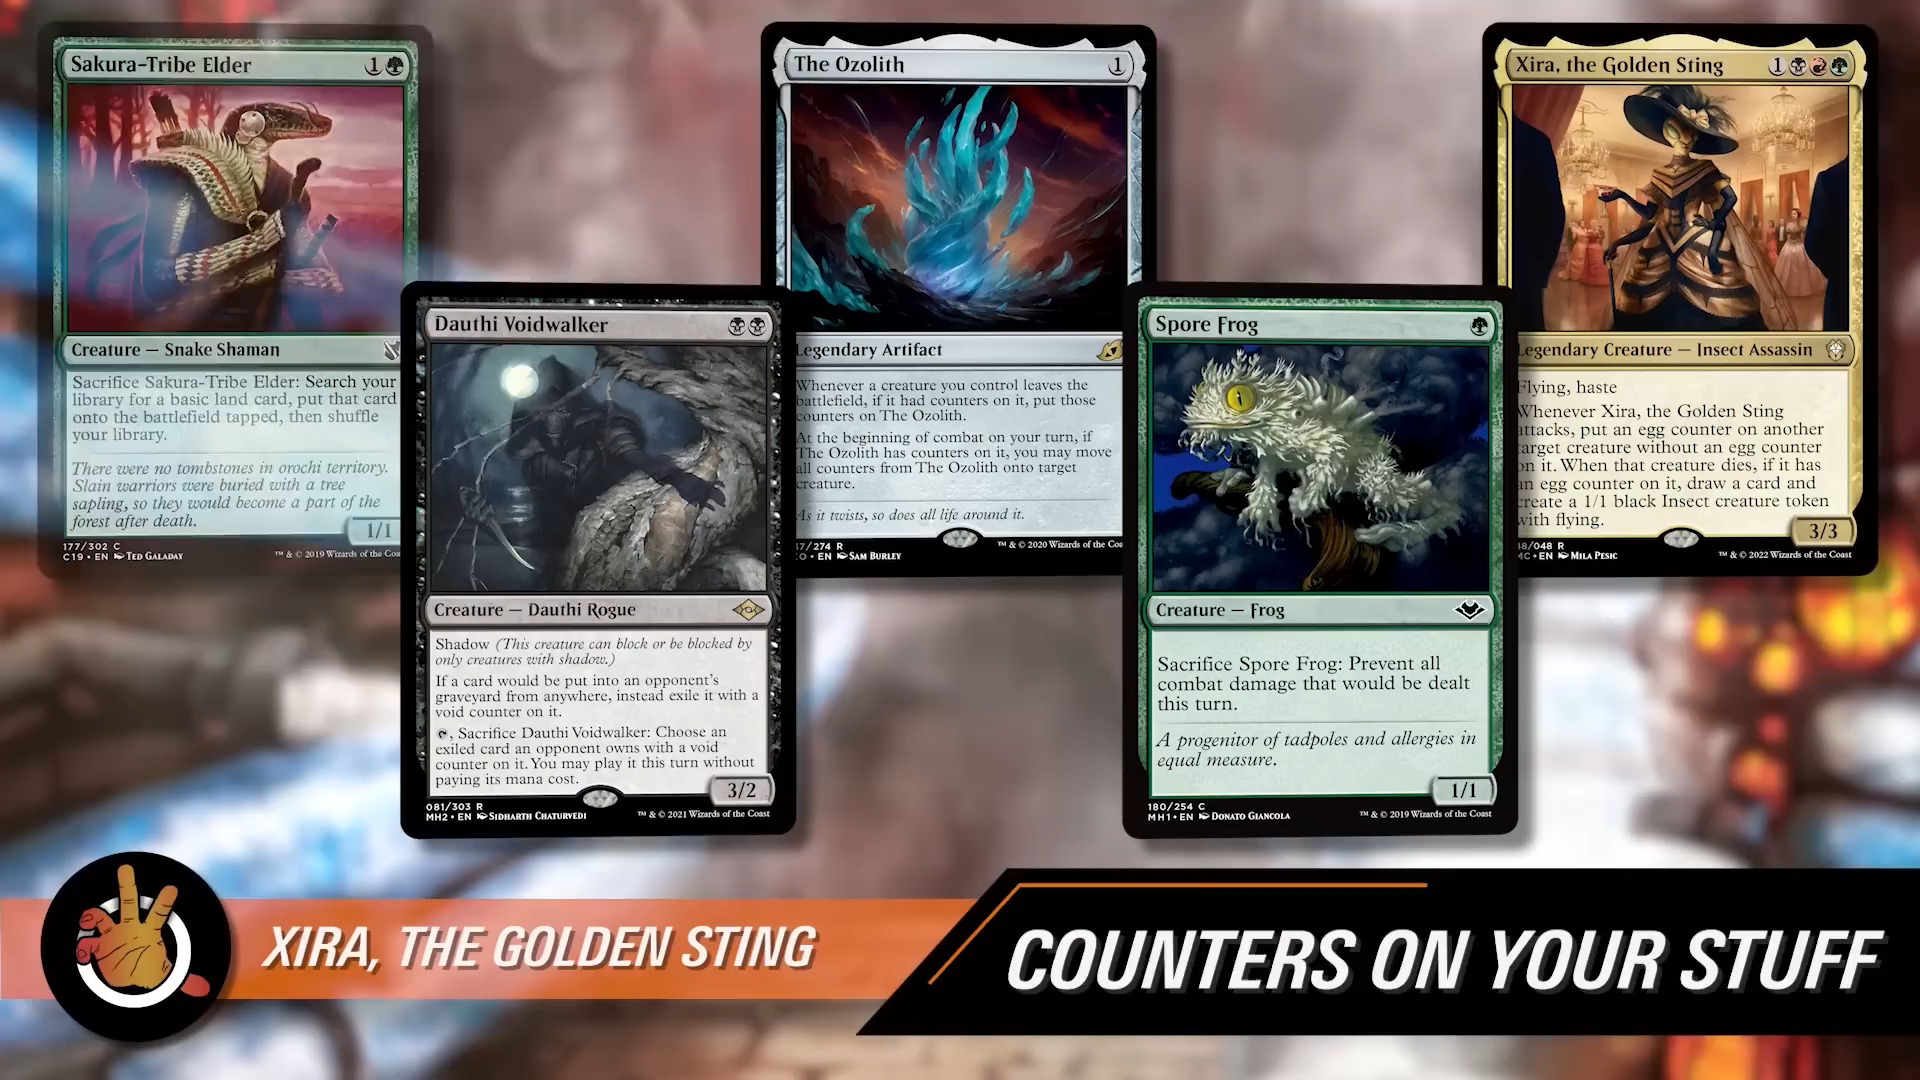 Sakura-Tribe Elder 1
Creature — Snake Shaman
Sacrifice Sakura-Tribe Elder: Search your
library for a basic land card, put that card
onto the battlefield tapped, then shuffle
your library.
There were no tombstones in orochi territory.
Slain warriors were buried with a tree
sapling, so they would become a part of the
forest after death.
1/1
177/302 C
C19 • EN TED GALADAY
™ & © 2019 Wizards of the Coa
Dauthi Voidwalker
Creature — Dauthi Rogue
Shadow (This creature can block or be blocked by
only creatures with shadow.)
If a card would be put into an opponent's
graveyard from anywhere, instead exile it with a
void counter on it.
, Sacrifice Dauthi Voidwalker: Choose an
exiled card an opponent owns with a void
counter on it. You may play it this turn without
paying its mana cost.
3/2
081/303 R
MH2 • EN SIDHARTH CHATURVEDI
™ & © 2021 Wizards of the Coast
The Ozolith 1
Legendary Artifact
Whenever a creature you control leaves the
battlefield, if it had counters on it, put those
counters on The Ozolith.
At the beginning of combat on your turn, if
The Ozolith has counters on it, you may move
all counters from The Ozolith onto target
creature.
As it twists, so does all life around it.
7/274 R
O • EN SAM BURLEY
™ & © 2020 Wizards of the Coa
Spore Frog
Creature — Frog
Sacrifice Spore Frog: Prevent all
combat damage that would be dealt
this turn.
A progenitor of tadpoles and allergies in
equal measure.
1/1
180/254 C
MH1 • EN DONATO GIANCOLA
™ & © 2019 Wizards of the Coast
Xira, the Golden Sting 1
Legendary Creature — Insect Assassin
Flying, haste
Whenever Xira, the Golden Sting
attacks, put an egg counter on another
target creature without an egg counter
on it. When that creature dies, if it has
an egg counter on it, draw a card and
create a 1/1 black Insect creature token
with flying.
3/3
8/048 R
MC • EN MILA PESIC
™ & © 2022 Wizards of the Coast
XIRA, THE GOLDEN STING
COUNTERS ON YOUR STUFF